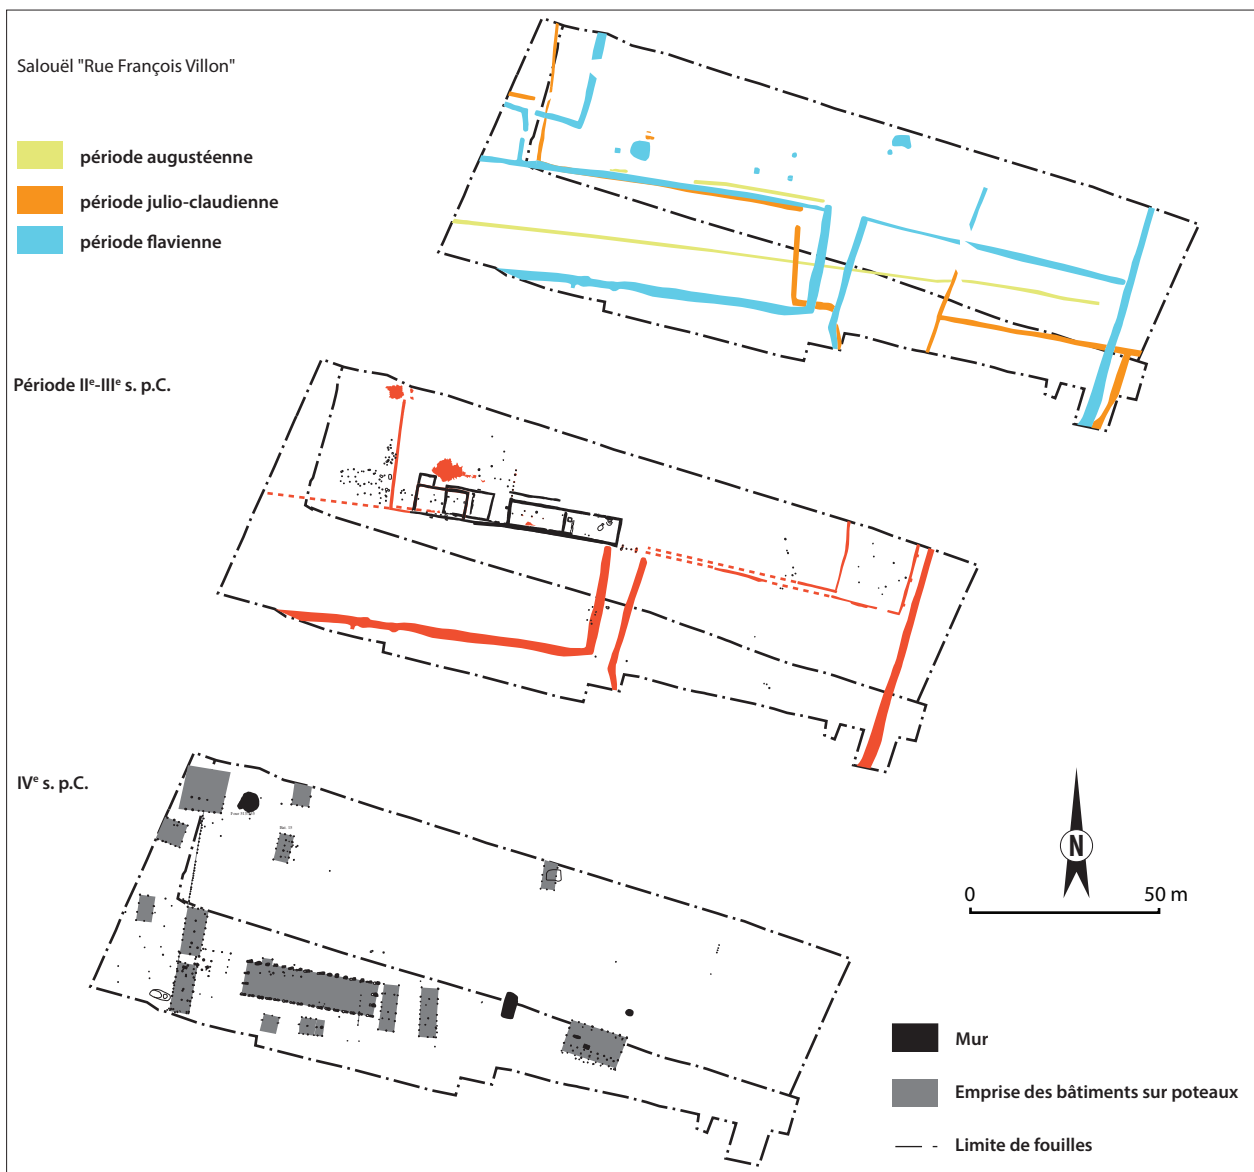 Salouël "Rue François Villon"
période augustéenne
période julio-claudienne
période flavienne
Période IIᵉ-IIIᵉ s. p.C.
IVᵉ s. p.C.
N
0 50 m
Mur
Emprise des bâtiments sur poteaux
Limite de fouilles